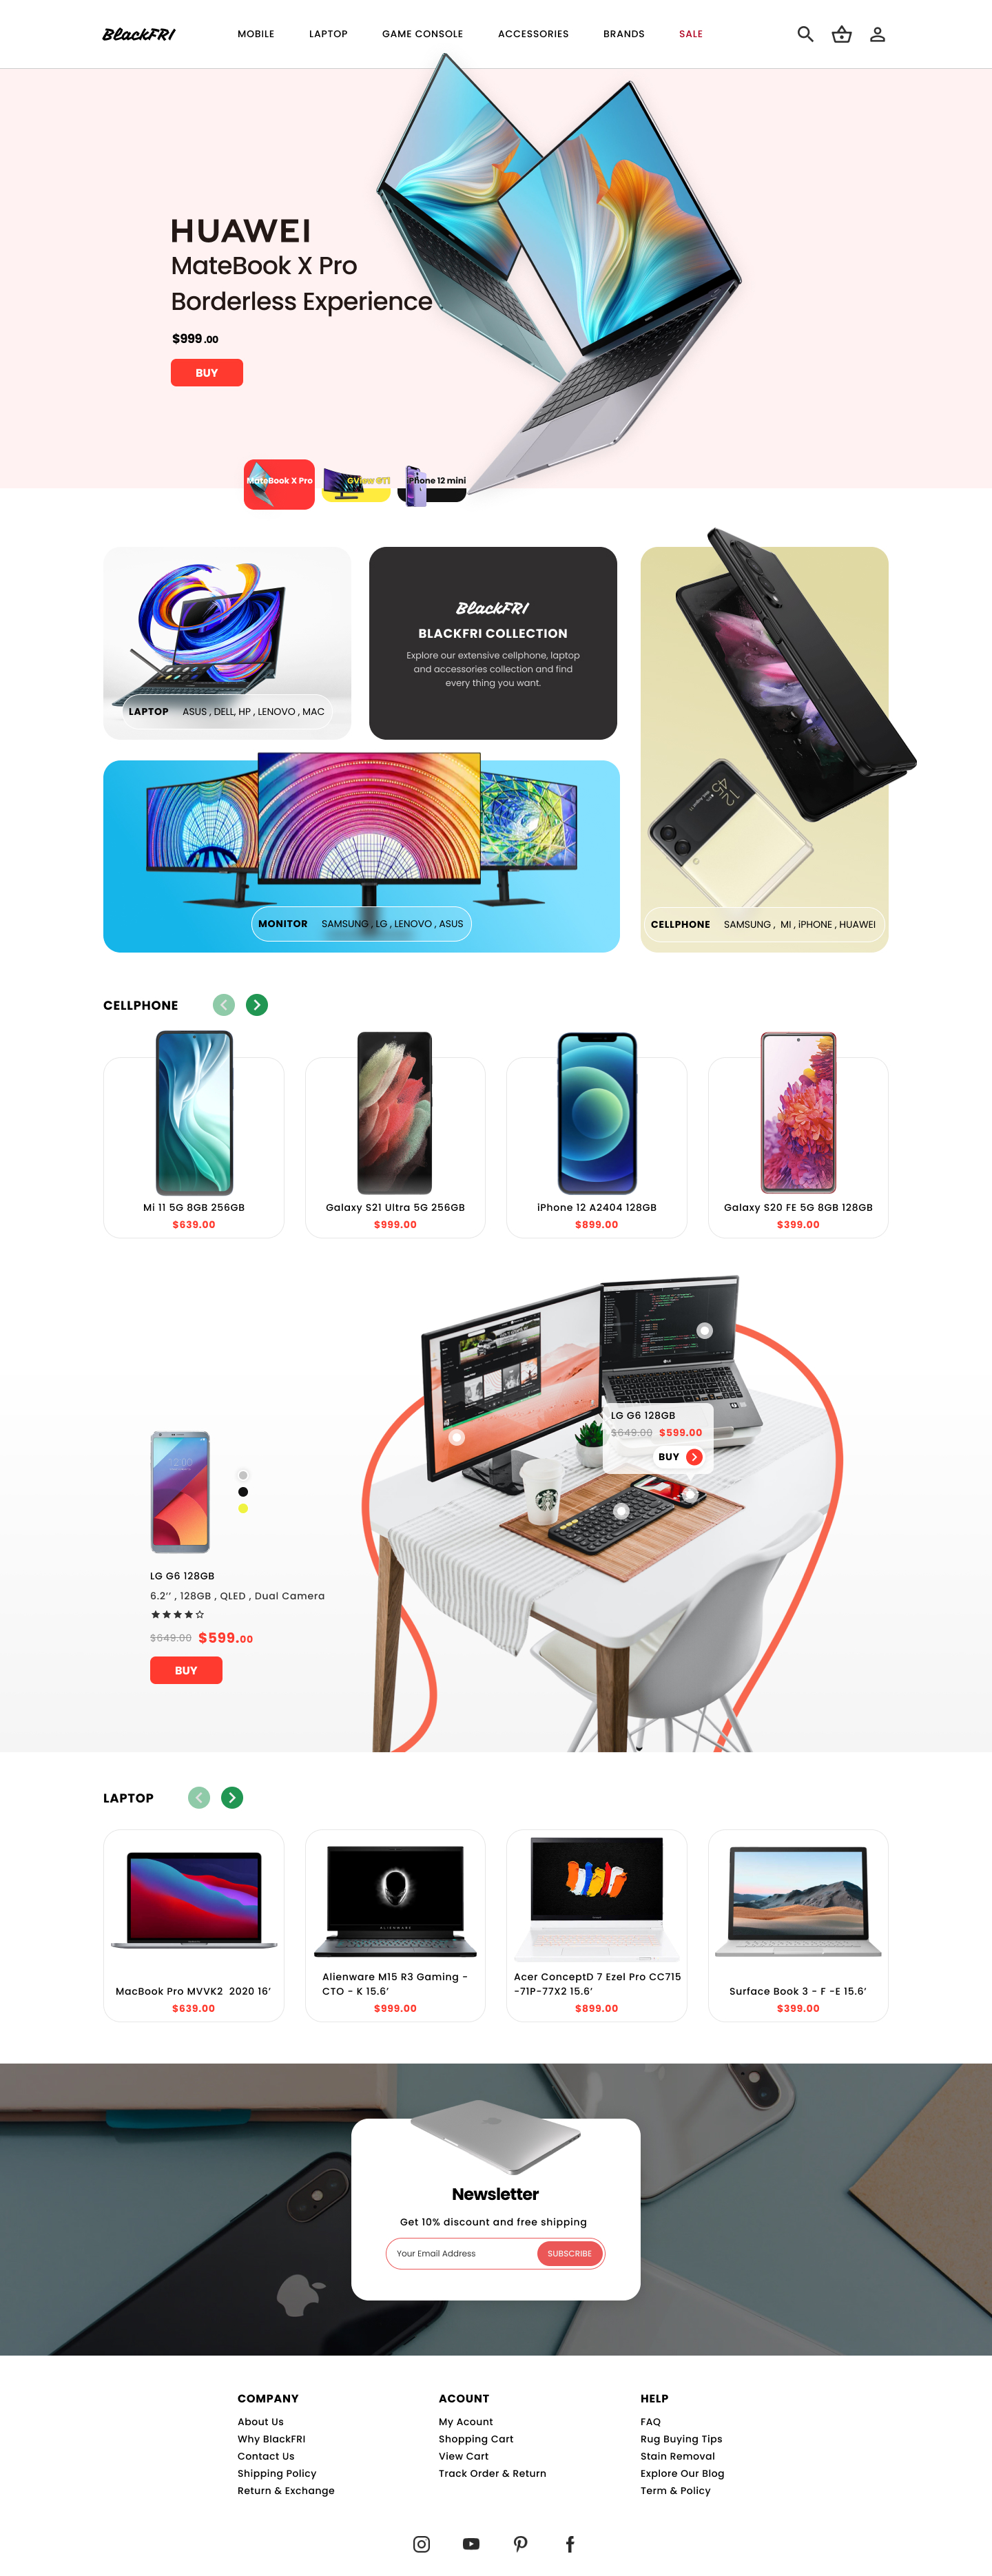 BlackFRI
MOBILE
LAPTOP
GAME CONSOLE
ACCESSORIES
BRANDS
SALE
HUAWEI
MateBook X Pro
Borderless Experience
$999.00
BUY
MateBook X Pro
GView GT1
iPhone 12 mini
BlackFRI
BLACKFRI COLLECTION
Explore our extensive cellphone, laptop
and accessories collection and find
every thing you want.
LAPTOP ASUS , DELL, HP , LENOVO , MAC
MONITOR SAMSUNG , LG , LENOVO , ASUS
CELLPHONE SAMSUNG , MI , iPHONE , HUAWEI
CELLPHONE
Mi 11 5G 8GB 256GB
$639.00
Galaxy S21 Ultra 5G 256GB
$999.00
iPhone 12 A2404 128GB
$899.00
Galaxy S20 FE 5G 8GB 128GB
$399.00
LG G6 128GB
$649.00 $599.00
BUY
12:00
LG G6 128GB
6.2’’ , 128GB , QLED , Dual Camera
$649.00 $599.00
BUY
LAPTOP
MacBook Pro MVVK2 2020 16’
$639.00
ALIENWARE
Alienware M15 R3 Gaming -
CTO - K 15.6’
$999.00
Acer ConceptD 7 Ezel Pro CC715
-71P-77X2 15.6’
$899.00
Surface Book 3 - F -E 15.6’
$399.00
Newsletter
Get 10% discount and free shipping
Your Email Address
SUBSCRIBE
COMPANY
About Us
Why BlackFRI
Contact Us
Shipping Policy
Return & Exchange
ACOUNT
My Acount
Shopping Cart
View Cart
Track Order & Return
HELP
FAQ
Rug Buying Tips
Stain Removal
Explore Our Blog
Term & Policy